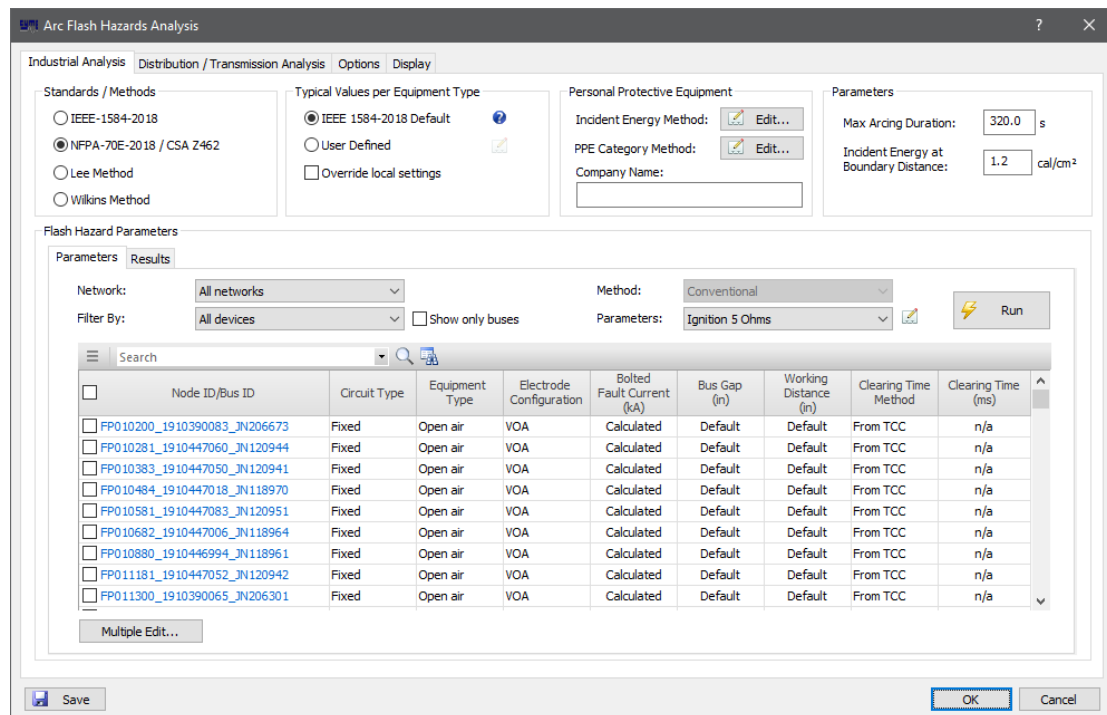 Arc Flash Hazards Analysis
Industrial Analysis Distribution / Transmission Analysis Options Display
Standards / Methods
IEEE-1584-2018
NFPA-70E-2018 / CSA Z462
Lee Method
Wilkins Method
Typical Values per Equipment Type
IEEE 1584-2018 Default
User Defined
Override local settings
Personal Protective Equipment
Incident Energy Method: Edit...
PPE Category Method: Edit...
Company Name:
Parameters
Max Arcing Duration: 320.0 s
Incident Energy at
Boundary Distance: 1.2 cal/cm²
Flash Hazard Parameters
Parameters Results
Network: All networks Method: Conventional
Filter By: All devices Show only buses Parameters: Ignition 5 Ohms Run
Search
Node ID/Bus ID Circuit Type Equipment Type Electrode Configuration Bolted Fault Current (kA) Bus Gap (in) Working Distance (in) Clearing Time Method Clearing Time (ms)
FP010200_1910390083_JN206673 Fixed Open air VOA Calculated Default Default From TCC n/a
FP010281_1910447060_JN120944 Fixed Open air VOA Calculated Default Default From TCC n/a
FP010383_1910447050_JN120941 Fixed Open air VOA Calculated Default Default From TCC n/a
FP010484_1910447018_JN118970 Fixed Open air VOA Calculated Default Default From TCC n/a
FP010581_1910447083_JN120951 Fixed Open air VOA Calculated Default Default From TCC n/a
FP010682_1910447006_JN118964 Fixed Open air VOA Calculated Default Default From TCC n/a
FP010880_1910446994_JN118961 Fixed Open air VOA Calculated Default Default From TCC n/a
FP011181_1910447052_JN120942 Fixed Open air VOA Calculated Default Default From TCC n/a
FP011300_1910390065_JN206301 Fixed Open air VOA Calculated Default Default From TCC n/a
Multiple Edit...
Save OK Cancel